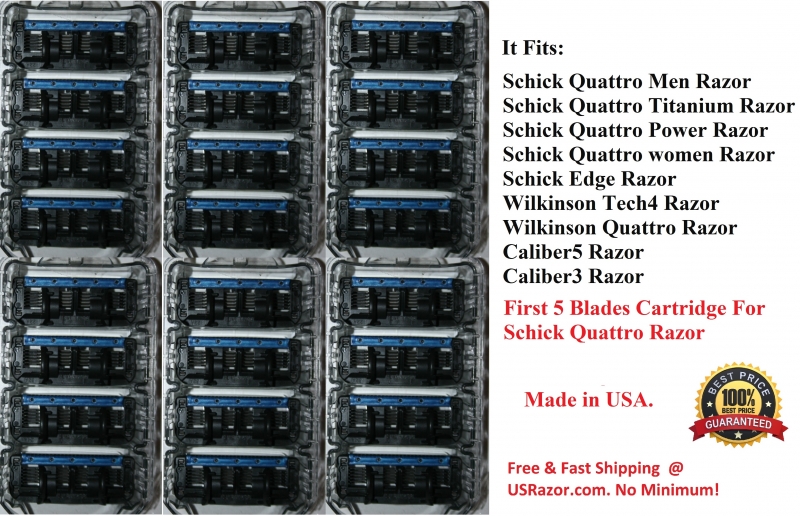 It Fits:
Schick Quattro Men Razor
Schick Quattro Titanium Razor
Schick Quattro Power Razor
Schick Quattro women Razor
Schick Edge Razor
Wilkinson Tech4 Razor
Wilkinson Quattro Razor
Caliber5 Razor
Caliber3 Razor
First 5 Blades Cartridge For
Schick Quattro Razor
Made in USA.
BEST PRICE
100%
BEST PRICE
GUARANTEED
Free & Fast Shipping @
USRazor.com. No Minimum!